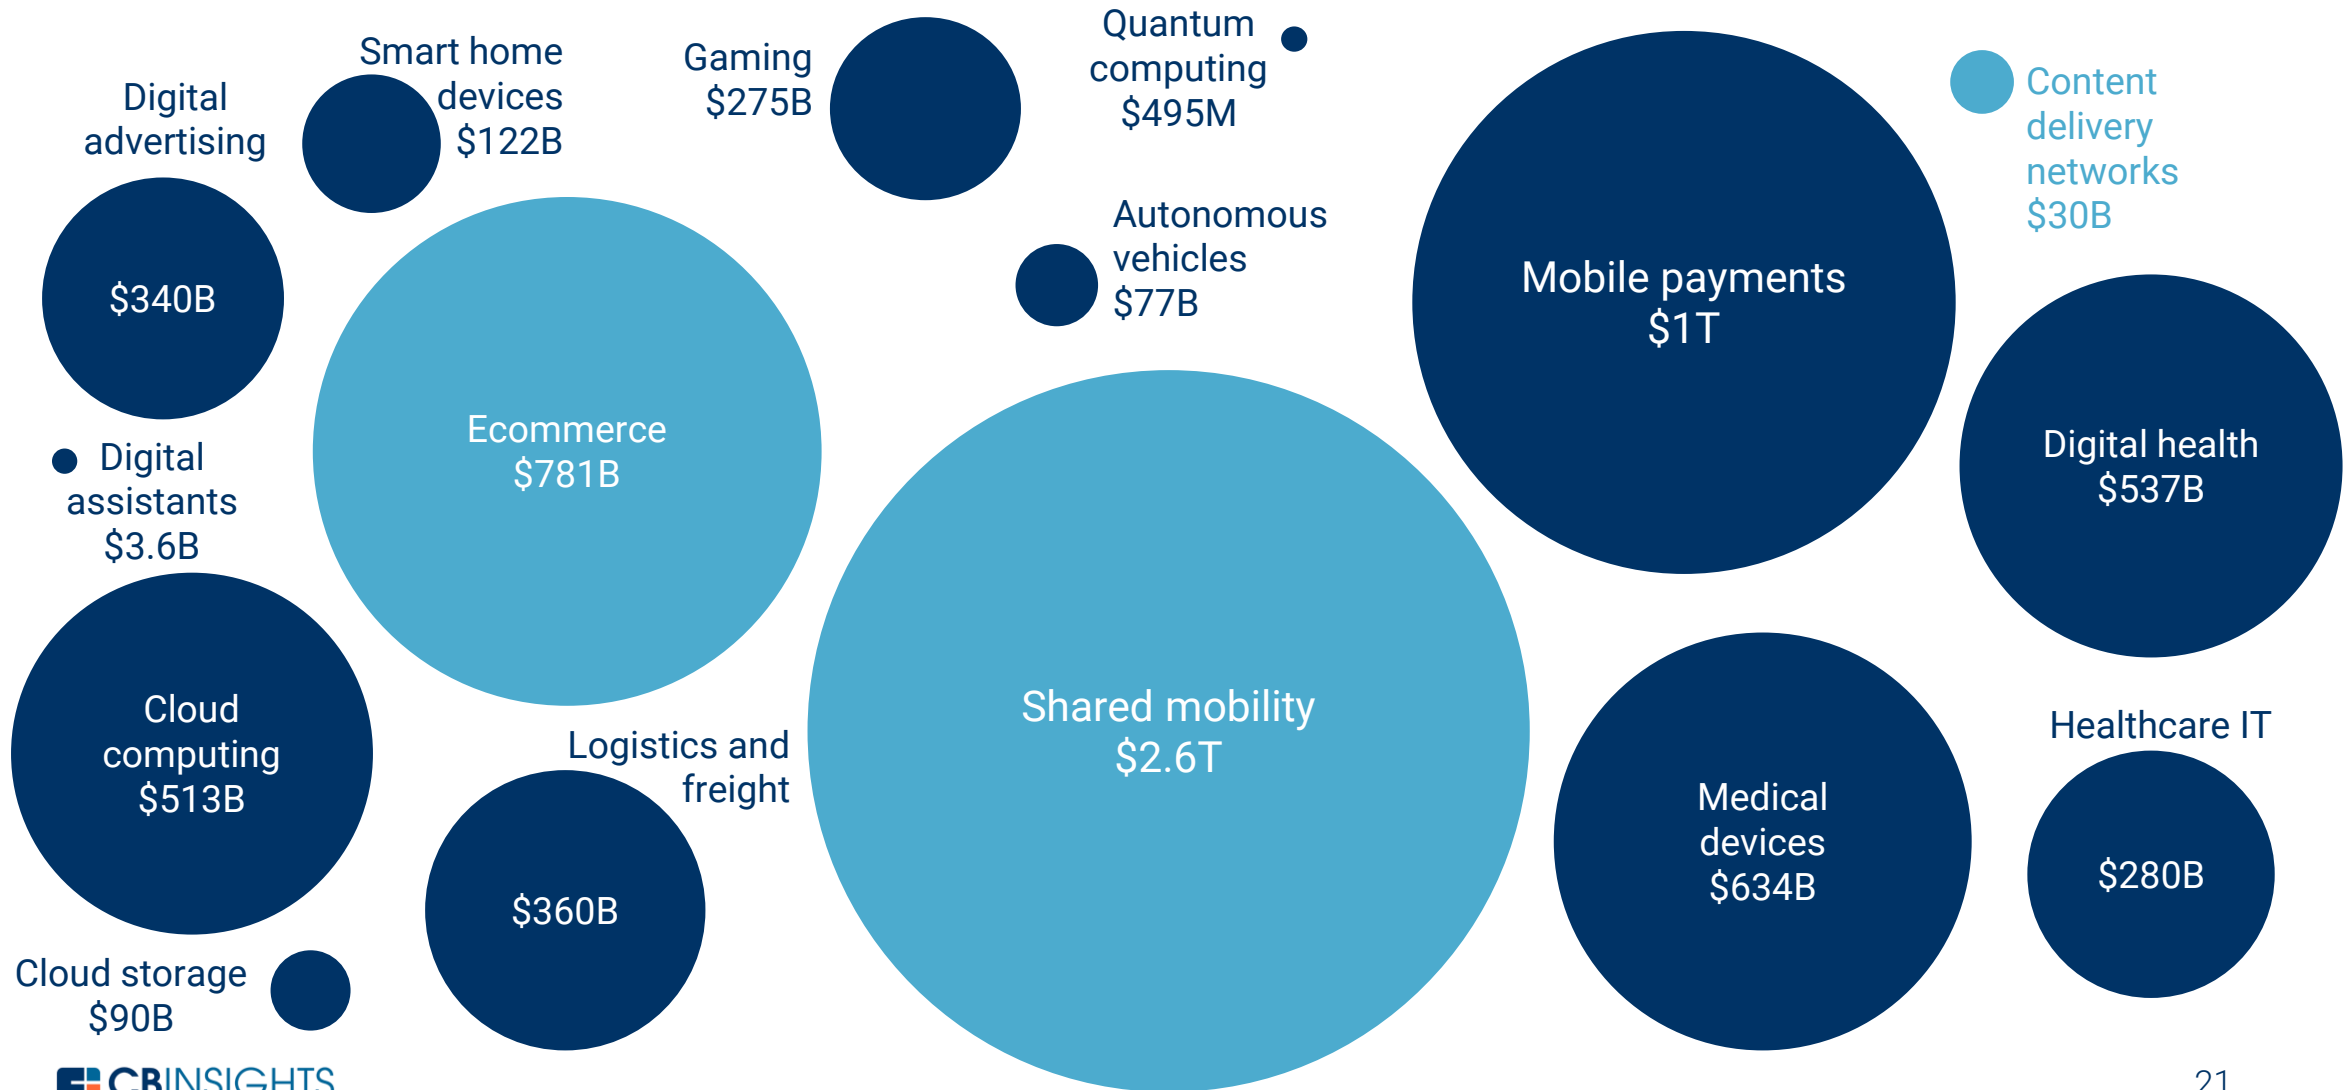 Digital
advertising
$340B
Smart home
devices
$122B
Gaming
$275B
Quantum
computing
$495M
Autonomous
vehicles
$77B
Mobile payments
$1T
Content
delivery
networks
$30B
Ecommerce
$781B
Digital
assistants
$3.6B
Digital health
$537B
Cloud
computing
$513B
Logistics and
freight
$360B
Shared mobility
$2.6T
Medical
devices
$634B
Healthcare IT
$280B
Cloud storage
$90B
CBINSIGHTS
21